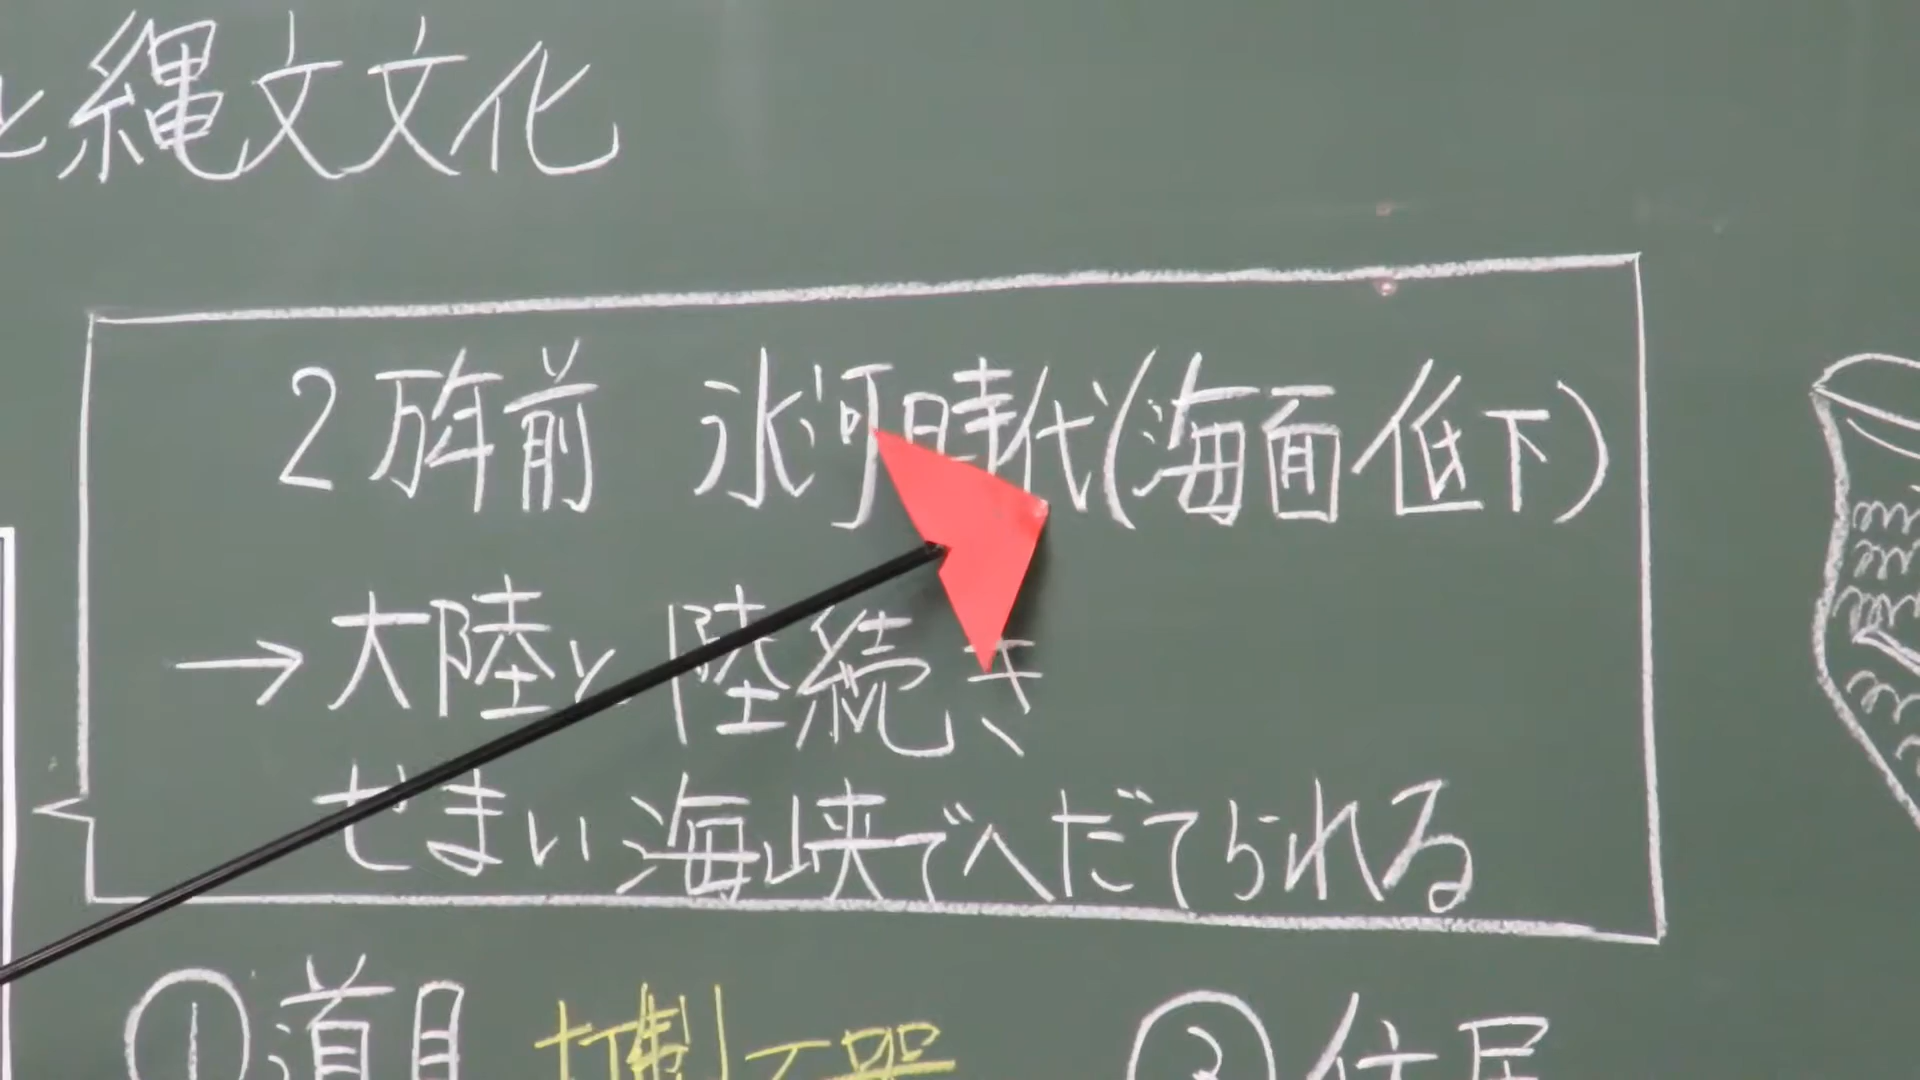 と縄文文化
2万年前 氷河時代(海面低下)
→大陸と陸続き
せまい海峡でへだてられる
①道具 打製石器
②住居